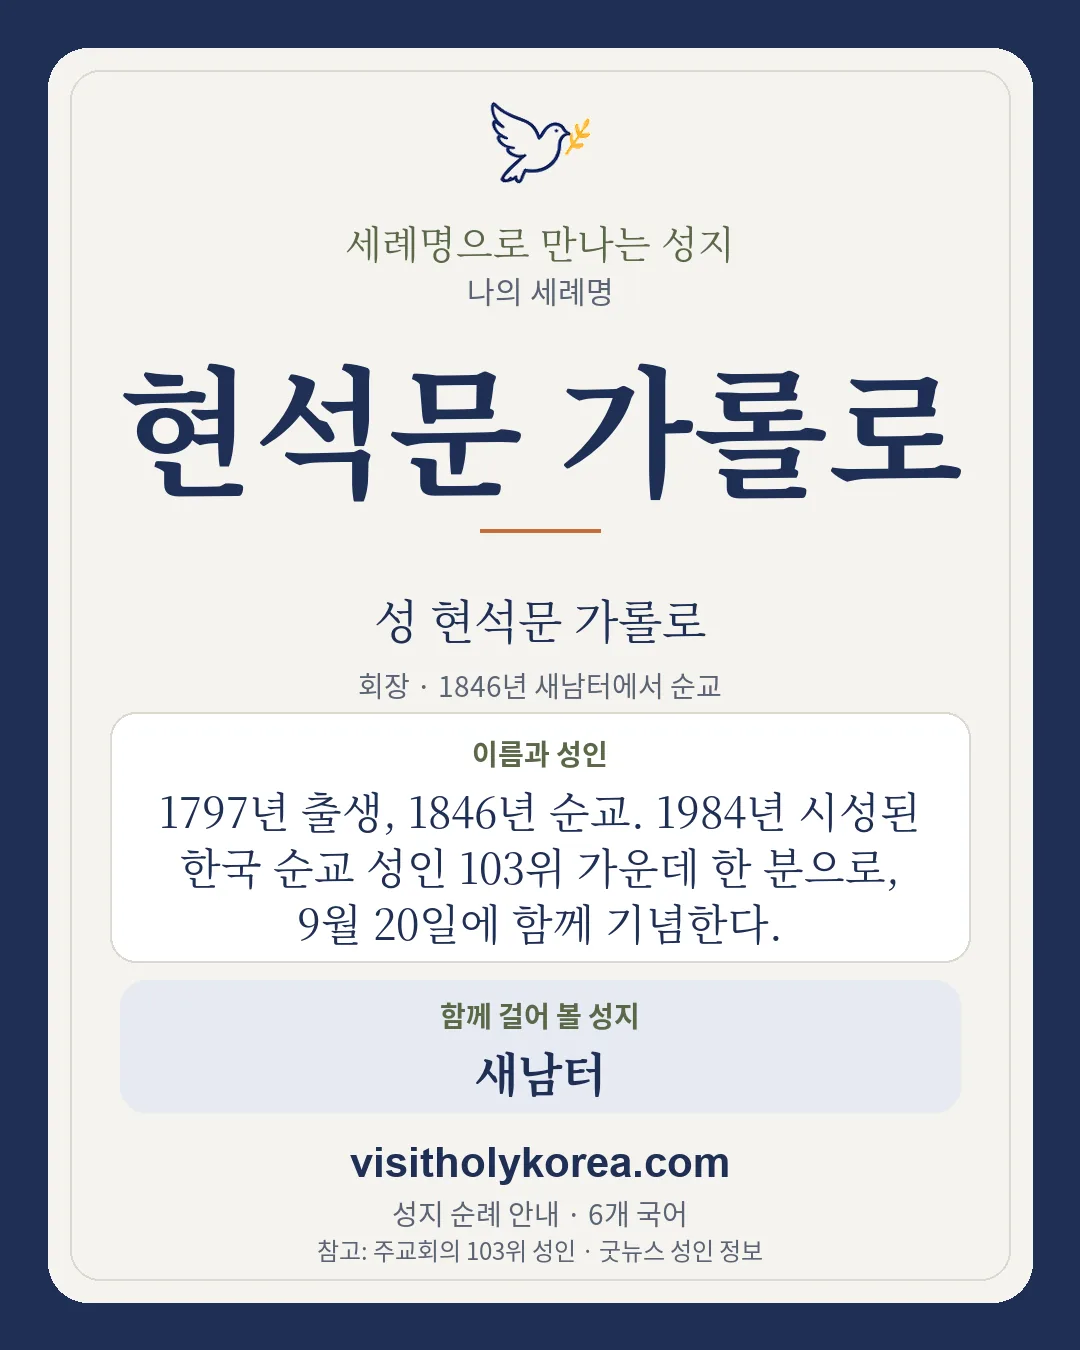 세례명으로 만나는 성지
나의 세례명
현석문 가롤로
성 현석문 가롤로
회장 · 1846년 새남터에서 순교
이름과 성인
1797년 출생, 1846년 순교. 1984년 시성된
한국 순교 성인 103위 가운데 한 분으로,
9월 20일에 함께 기념한다.
함께 걸어 볼 성지
새남터
visitholykorea.com
성지 순례 안내 · 6개 국어
참고: 주교회의 103위 성인 · 굿뉴스 성인 정보